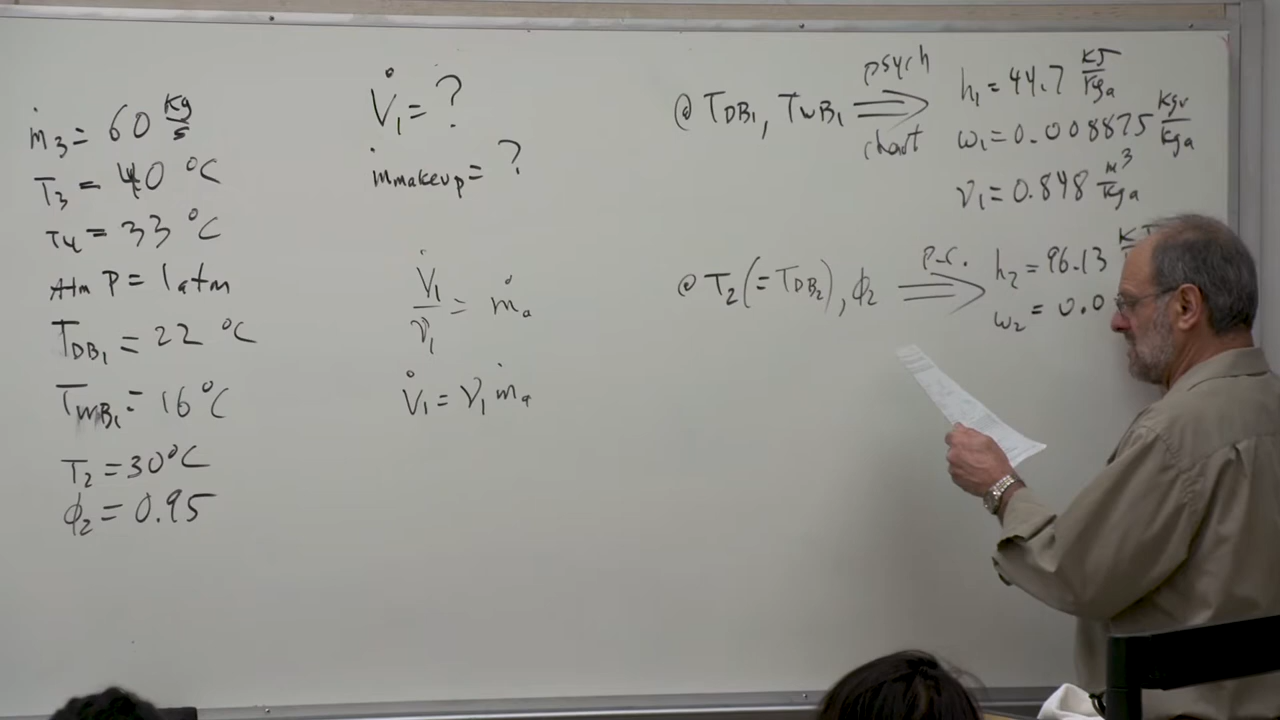 ṁ3 = 60 kg/s
T3 = 40 °C
T4 = 33 °C
Atm P = 1 atm
TDB1 = 22 °C
TWB1 = 16 °C
T2 = 30°C
ϕ2 = 0.95
V̇1 = ?
ṁmakeup = ?
V̇1/v1 = ṁa
V̇1 = v1 ṁa
@ TDB1, TWB1 ⟹ psych chart
h1 = 44.7 KJ/kga
ω1 = 0.008875 kgv/kga
v1 = 0.848 m³/kga
@ T2 (= TDB2), ϕ2 ⟹ p.c.
h2 = 96.13
ω2 = 0.0